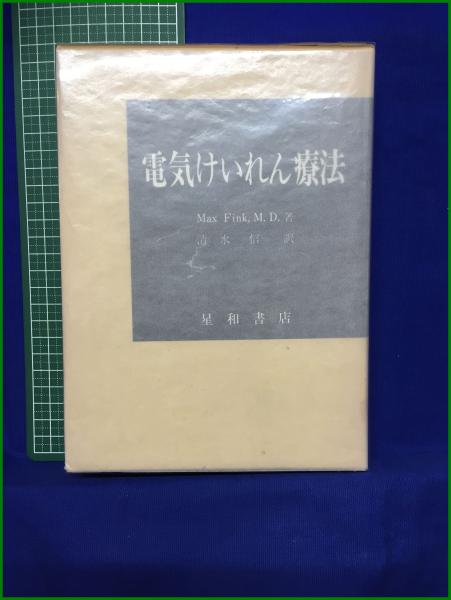 電気けいれん療法
Max Fink, M. D. 著
清水 信 訳
星和書店